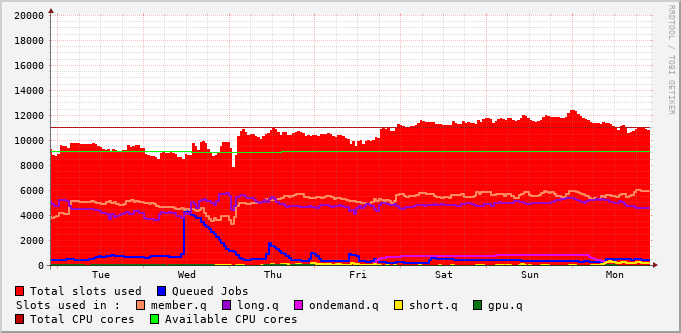 RRDTOOL / TOBI OETIKER
20000
18000
16000
14000
12000
10000
8000
6000
4000
2000
0
Tue Wed Thu Fri Sat Sun Mon
Total slots used Queued Jobs
Slots used in : member.q long.q ondemand.q short.q gpu.q
Total CPU cores Available CPU cores